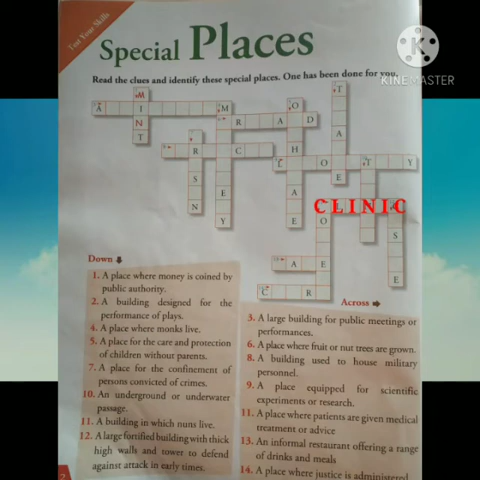 Test Your Skills
Special Places
Read the clues and identify these special places. One has been done for you.
KINEMASTER
MINT
CLINIC
Down
1. A place where money is coined by
public authority.
2. A building designed for the
performance of plays.
4. A place where monks live.
5. A place for the care and protection
of children without parents.
7. A place for the confinement of
persons convicted of crimes.
10. An underground or underwater
passage.
11. A building in which nuns live.
12. A large fortified building with thick
high walls and tower to defend
against attack in early times.
Across
3. A large building for public meetings or
performances.
6. A place where fruit or nut trees are grown.
8. A building used to house military
personnel.
9. A place equipped for scientific
experiments or research.
11. A place where patients are given medical
treatment or advice
13. An informal restaurant offering a range
of drinks and meals
14. A place where justice is administered